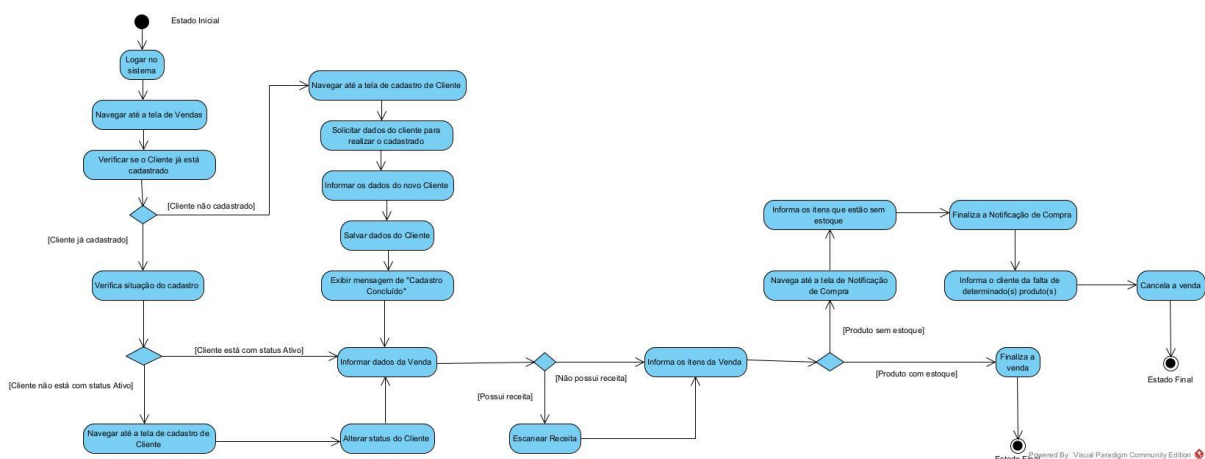 Estado Inicial
Logar no
sistema
Navegar até a tela de Vendas
Verificar se o Cliente já está
cadastrado
[Cliente não cadastrado]
[Cliente já cadastrado]
Verifica situação do cadastro
[Cliente está com status Ativo]
[Cliente não está com status Ativo]
Navegar até a tela de cadastro de
Cliente
Alterar status do Cliente
Navegar até a tela de cadastro de Cliente
Solicitar dados do cliente para
realizar o cadastrado
Informar os dados do novo Cliente
Salvar dados do Cliente
Exibir mensagem de "Cadastro
Concluído"
Informar dados da Venda
[Não possui receita]
[Possui receita]
Escanear Receita
Informa os itens da Venda
[Produto sem estoque]
[Produto com estoque]
Navega até a tela de Notificação
de Compra
Informa os itens que estão sem
estoque
Finaliza a Notificação de Compra
Informa o cliente da falta de
determinado(s) produto(s)
Cancela a venda
Estado Final
Finaliza a
venda
Estado Final
Powered By: Visual Paradigm Community Edition